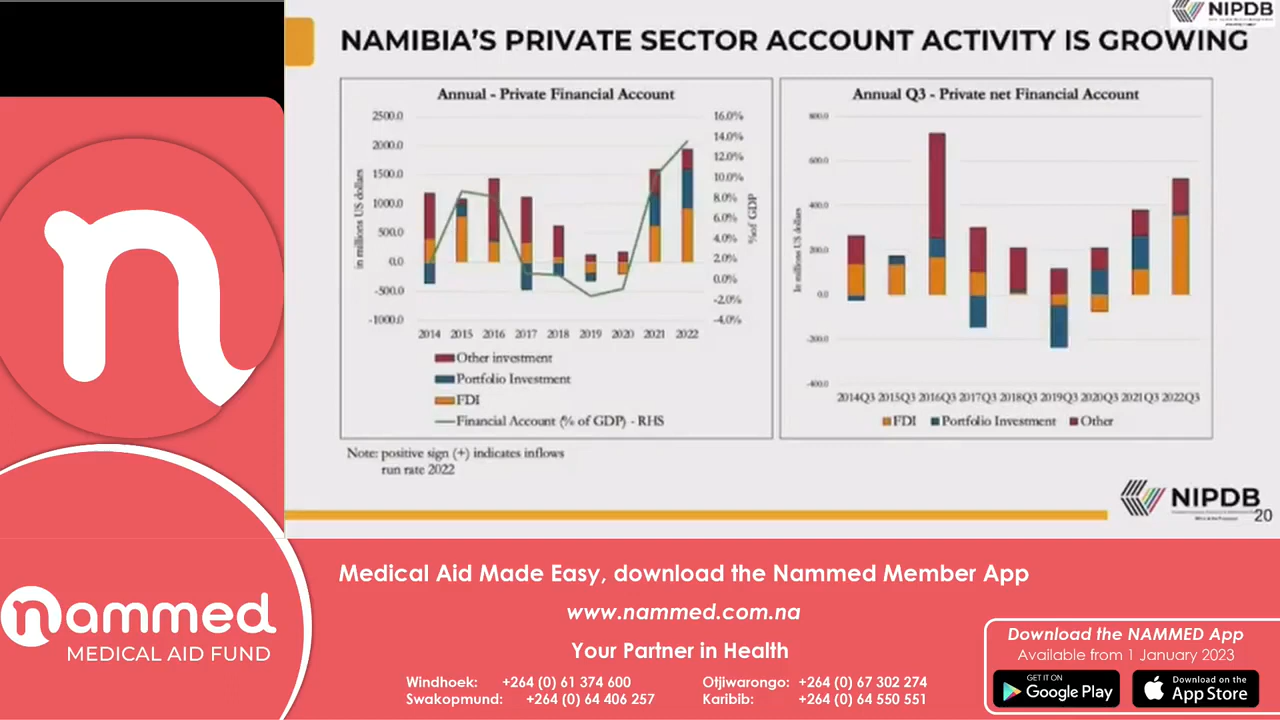 NIPDB
NAMIBIA'S PRIVATE SECTOR ACCOUNT ACTIVITY IS GROWING
Annual - Private Financial Account
2500.0
2000.0
1500.0
1000.0
500.0
0.0
-500.0
-1000.0
in millions US dollars
16.0%
14.0%
12.0%
10.0%
8.0%
6.0%
4.0%
2.0%
0.0%
-2.0%
-4.0%
%of GDP
2014 2015 2016 2017 2018 2019 2020 2021 2022
Other investment
Portfolio Investment
FDI
Financial Account (% of GDP) - RHS
Annual Q3 - Private net Financial Account
800.0
600.0
400.0
200.0
0.0
-200.0
-400.0
In millions US dollars
2014Q3 2015Q3 2016Q3 2017Q3 2018Q3 2019Q3 2020Q3 2021Q3 2022Q3
FDI Portfolio Investment Other
Note: positive sign (+) indicates inflows
run rate 2022
NIPDB
20
n
nammed
MEDICAL AID FUND
Medical Aid Made Easy, download the Nammed Member App
www.nammed.com.na
Your Partner in Health
Windhoek: +264 (0) 61 374 600 Otjiwarongo: +264 (0) 67 302 274
Swakopmund: +264 (0) 64 406 257 Karibib: +264 (0) 64 550 551
Download the NAMMED App
Available from 1 January 2023
GET IT ON
Google Play
Download on the
App Store